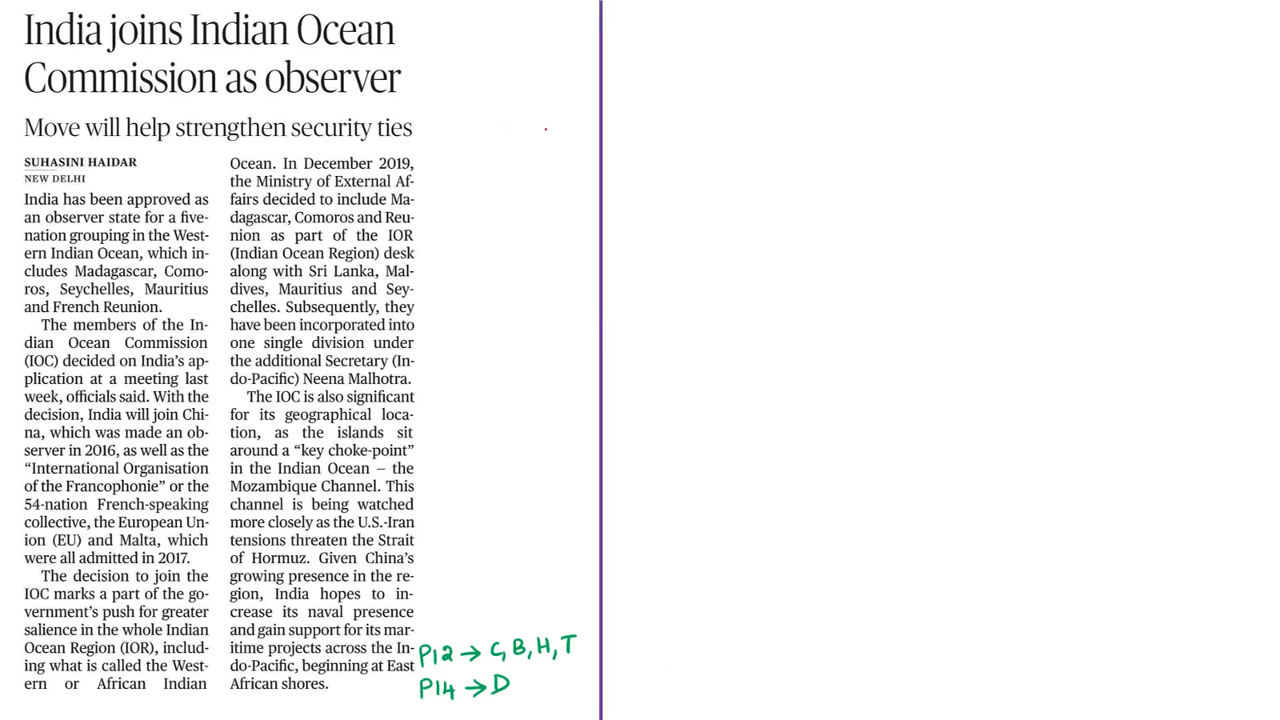 India joins Indian Ocean
Commission as observer
Move will help strengthen security ties
SUHASINI HAIDAR
NEW DELHI
India has been approved as
an observer state for a five-
nation grouping in the West-
ern Indian Ocean, which in-
cludes Madagascar, Como-
ros, Seychelles, Mauritius
and French Reunion.
The members of the In-
dian Ocean Commission
(IOC) decided on India's ap-
plication at a meeting last
week, officials said. With the
decision, India will join Chi-
na, which was made an ob-
server in 2016, as well as the
"International Organisation
of the Francophonie" or the
54-nation French-speaking
collective, the European Un-
ion (EU) and Malta, which
were all admitted in 2017.
The decision to join the
IOC marks a part of the go-
vernment's push for greater
salience in the whole Indian
Ocean Region (IOR), includ-
ing what is called the West-
ern or African Indian
Ocean. In December 2019,
the Ministry of External Af-
fairs decided to include Ma-
dagascar, Comoros and Reu-
nion as part of the IOR
(Indian Ocean Region) desk
along with Sri Lanka, Mal-
dives, Mauritius and Sey-
chelles. Subsequently, they
have been incorporated into
one single division under
the additional Secretary (In-
do-Pacific) Neena Malhotra.
The IOC is also significant
for its geographical loca-
tion, as the islands sit
around a "key choke-point"
in the Indian Ocean – the
Mozambique Channel. This
channel is being watched
more closely as the U.S.-Iran
tensions threaten the Strait
of Hormuz. Given China's
growing presence in the re-
gion, India hopes to in-
crease its naval presence
and gain support for its mar-
itime projects across the In-
do-Pacific, beginning at East
African shores.
P12 → C, B, H, T
P14 → D